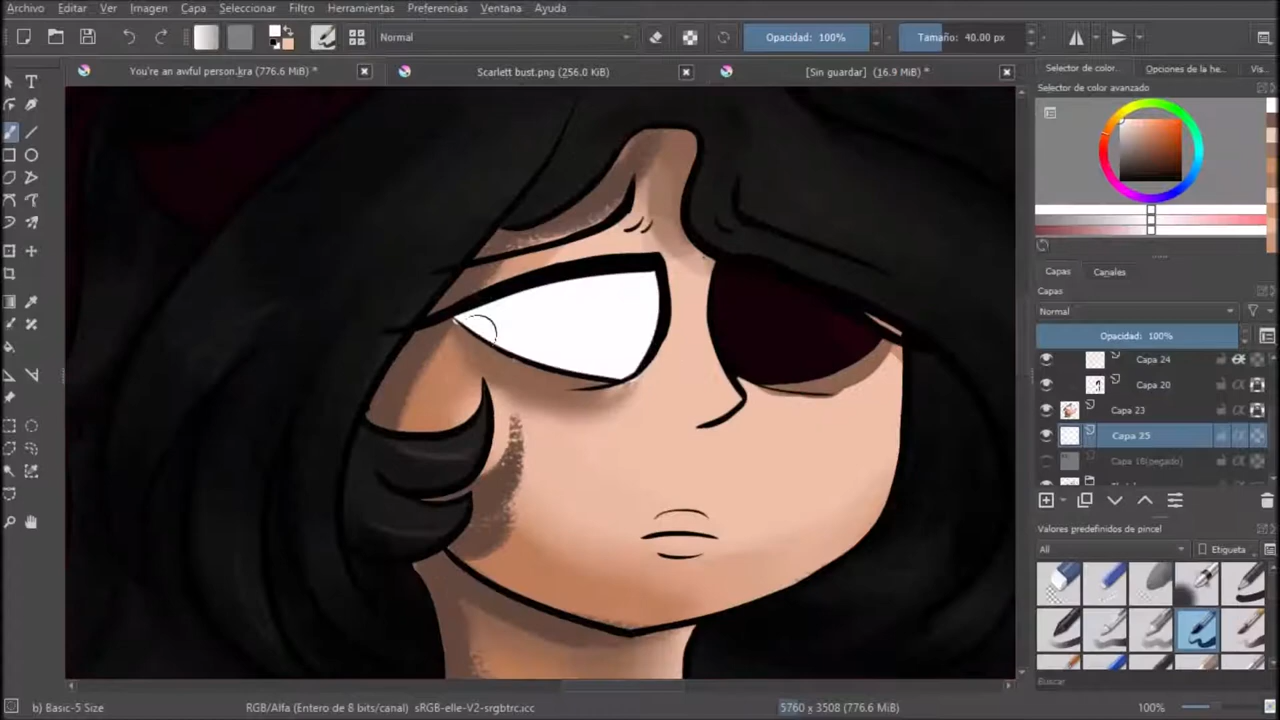 Archivo Editar Ver Imagen Capa Seleccionar Filtro Herramientas Preferencias Ventana Ayuda
Normal Opacidad: 100% Tamaño: 40.00 px
You're an awful person.kra (776.6 MiB) * Scarlett bust.png (256.0 KiB) [Sin guardar] (16.9 MiB) * Selector de color... Opciones de la he... Vis...
Selector de color avanzado
Capas Canales
Capas
Normal
Opacidad: 100%
Capa 24
Capa 20
Capa 23
Capa 25
Capa 18(pegado)
Valores predefinidos de pincel
All Etiqueta
Buscar
b) Basic-5 Size RGB/Alfa (Entero de 8 bits/canal) sRGB-elle-V2-srgbtrc.icc 5760 x 3508 (776.6 MiB) 100%